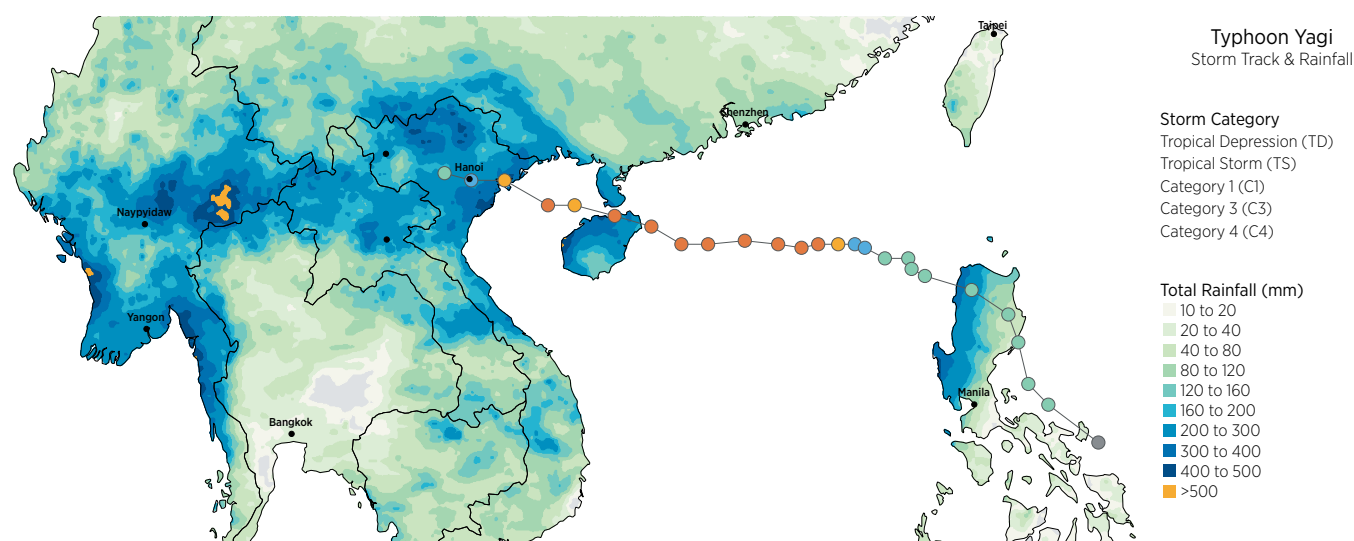 Typhoon Yagi
Storm Track & Rainfall
Storm Category
Tropical Depression (TD)
Tropical Storm (TS)
Category 1 (C1)
Category 3 (C3)
Category 4 (C4)
Total Rainfall (mm)
10 to 20
20 to 40
40 to 80
80 to 120
120 to 160
160 to 200
200 to 300
300 to 400
400 to 500
>500
Taipei
Shenzhen
Hanoi
Naypyidaw
Yangon
Manila
Bangkok